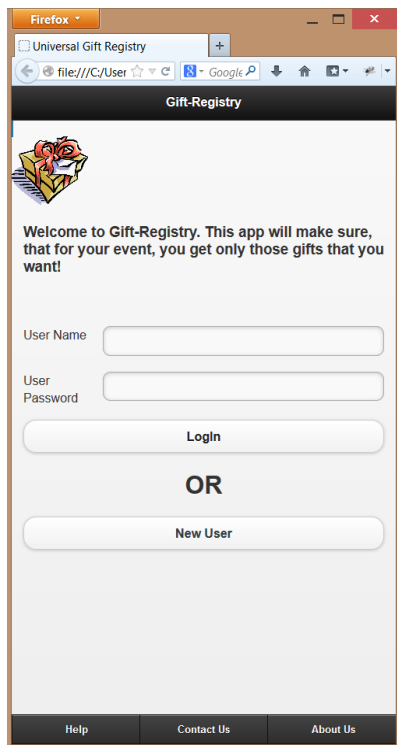 Firefox
Universal Gift Registry
file:///C:/User
Google
Gift-Registry
Welcome to Gift-Registry. This app will make sure,
that for your event, you get only those gifts that you
want!
User Name
User
Password
LogIn
OR
New User
Help
Contact Us
About Us